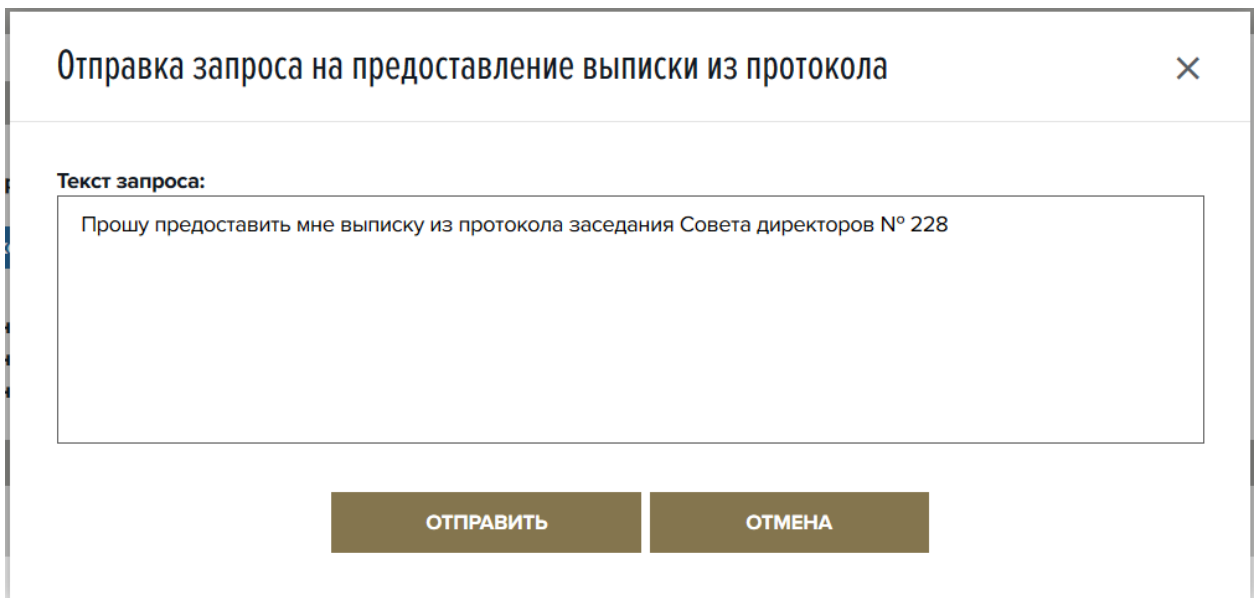 Отправка запроса на предоставление выписки из протокола
Текст запроса:
Прошу предоставить мне выписку из протокола заседания Совета директоров № 228
ОТПРАВИТЬ
ОТМЕНА